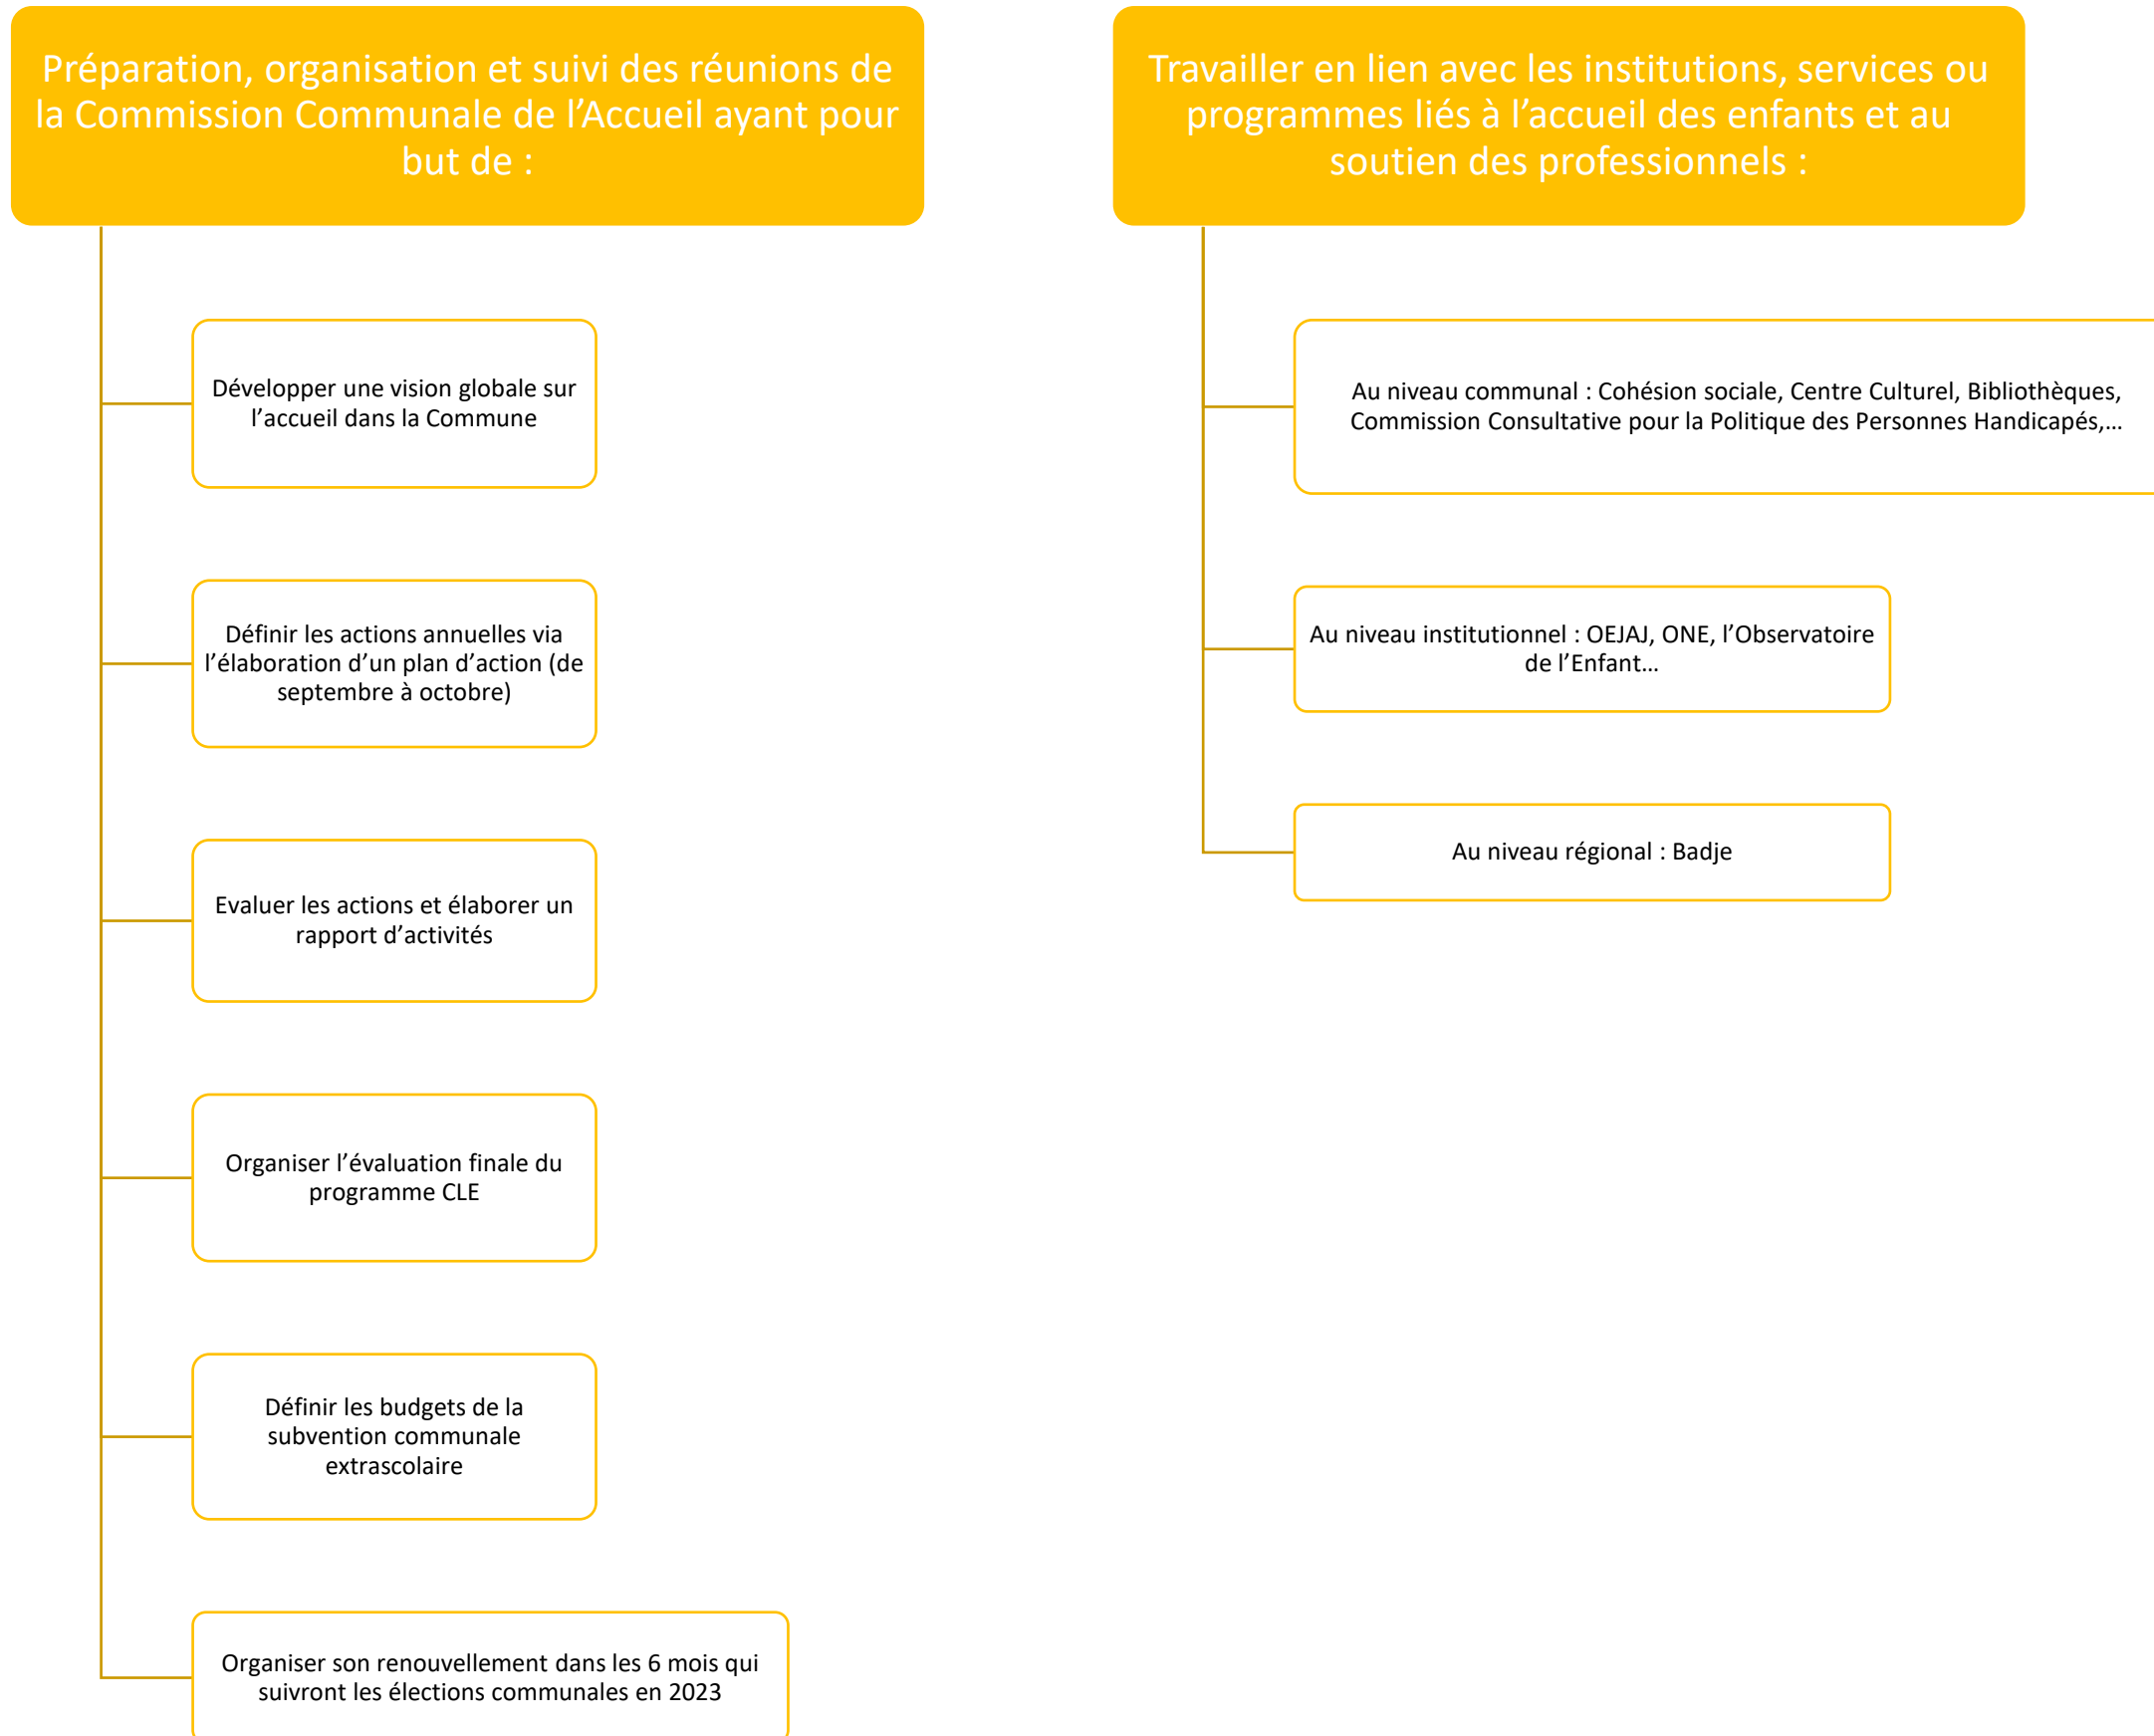 Préparation, organisation et suivi des réunions de
la Commission Communale de l'Accueil ayant pour
but de :
Développer une vision globale sur
l'accueil dans la Commune
Définir les actions annuelles via
l'élaboration d'un plan d'action (de
septembre à octobre)
Evaluer les actions et élaborer un
rapport d'activités
Organiser l'évaluation finale du
programme CLE
Définir les budgets de la
subvention communale
extrascolaire
Organiser son renouvellement dans les 6 mois qui
suivront les élections communales en 2023
Travailler en lien avec les institutions, services ou
programmes liés à l'accueil des enfants et au
soutien des professionnels :
Au niveau communal : Cohésion sociale, Centre Culturel, Bibliothèques,
Commission Consultative pour la Politique des Personnes Handicapés,...
Au niveau institutionnel : OEJAJ, ONE, l'Observatoire
de l'Enfant...
Au niveau régional : Badje